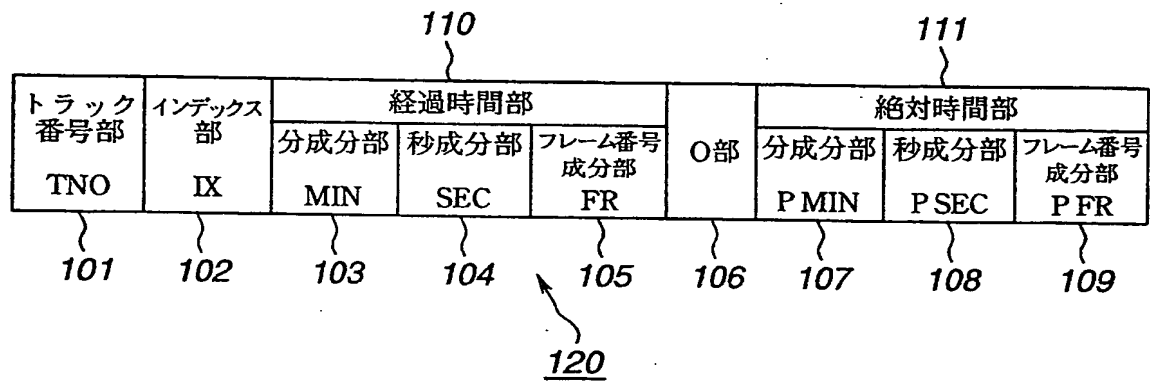 110
111
トラック
番号部
TNO
インデックス
部
IX
経過時間部
分成分部
MIN
秒成分部
SEC
フレーム番号
成分部
FR
O部
絶対時間部
分成分部
P MIN
秒成分部
P SEC
フレーム番号
成分部
P FR
101
102
103
104
105
106
107
108
109
120